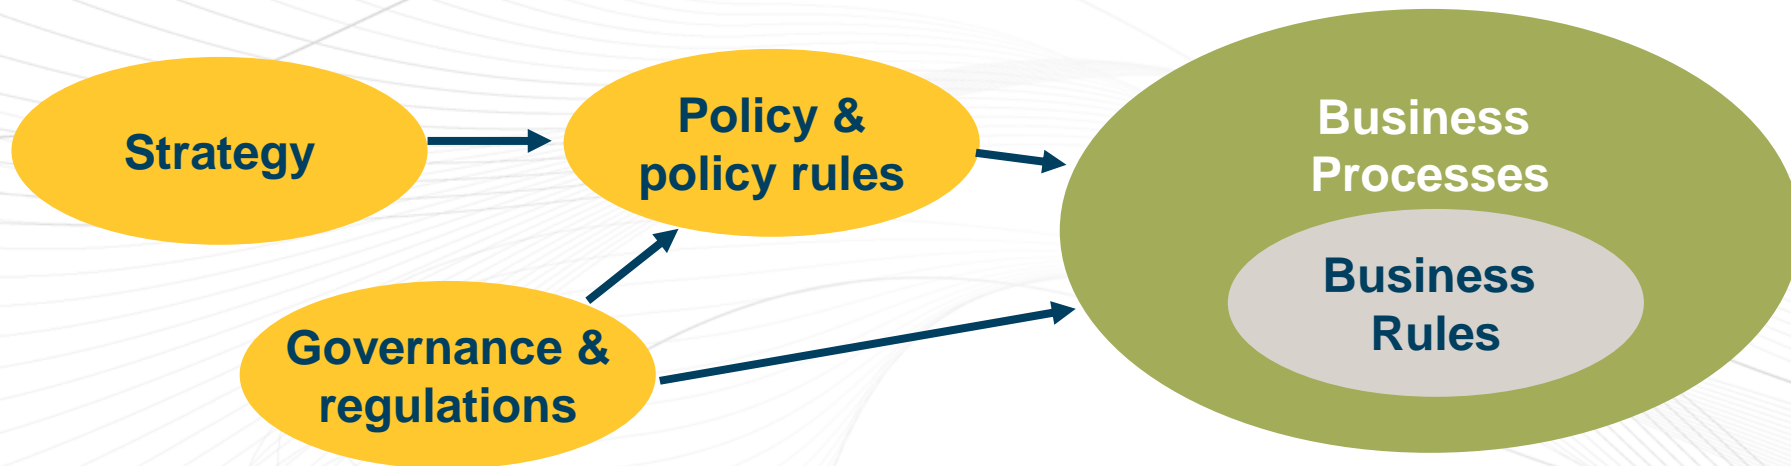 Strategy
Policy &
policy rules
Governance &
regulations
Business
Processes
Business
Rules